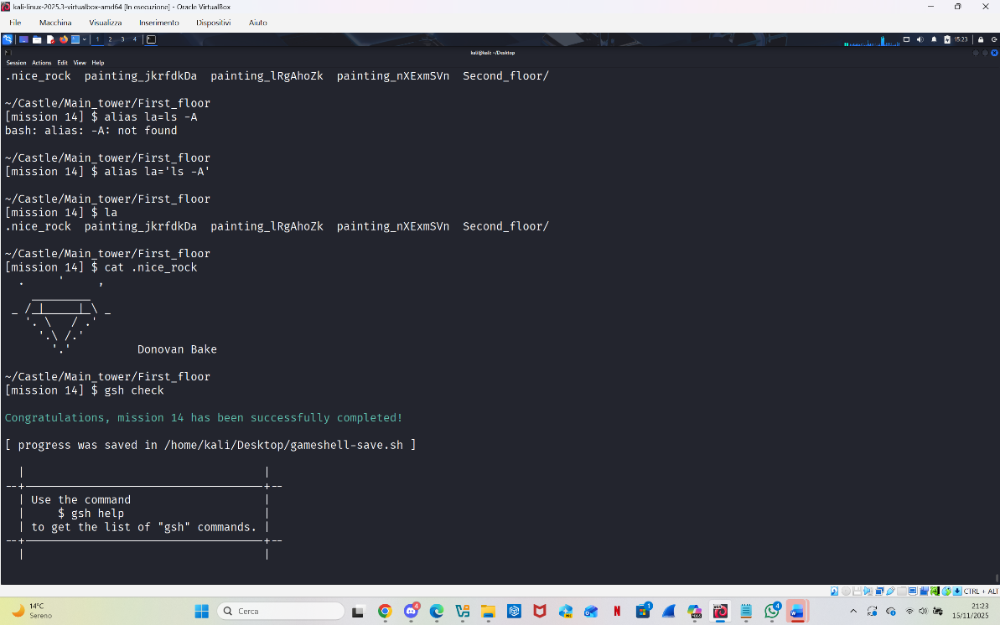 kali-linux-2025.3-virtualbox-amd64 [In esecuzione] - Oracle VirtualBox
File Macchina Visualizza Inserimento Dispositivi Aiuto
1 2 3 4 15:23
kali@kali: ~/Desktop
Session Actions Edit View Help
.nice_rock painting_jkrfdkDa painting_lRgAhoZk painting_nXExmSVn Second_floor/
~/Castle/Main_tower/First_floor
[mission 14] $ alias la=ls -A
bash: alias: -A: not found
~/Castle/Main_tower/First_floor
[mission 14] $ alias la='ls -A'
~/Castle/Main_tower/First_floor
[mission 14] $ la
.nice_rock painting_jkrfdkDa painting_lRgAhoZk painting_nXExmSVn Second_floor/
~/Castle/Main_tower/First_floor
[mission 14] $ cat .nice_rock
Donovan Bake
~/Castle/Main_tower/First_floor
[mission 14] $ gsh check
Congratulations, mission 14 has been successfully completed!
[ progress was saved in /home/kali/Desktop/gameshell-save.sh ]
Use the command
$ gsh help
to get the list of "gsh" commands.
CTRL + ALT
14°C
Sereno
Cerca
4
1
4
21:23
15/11/2025